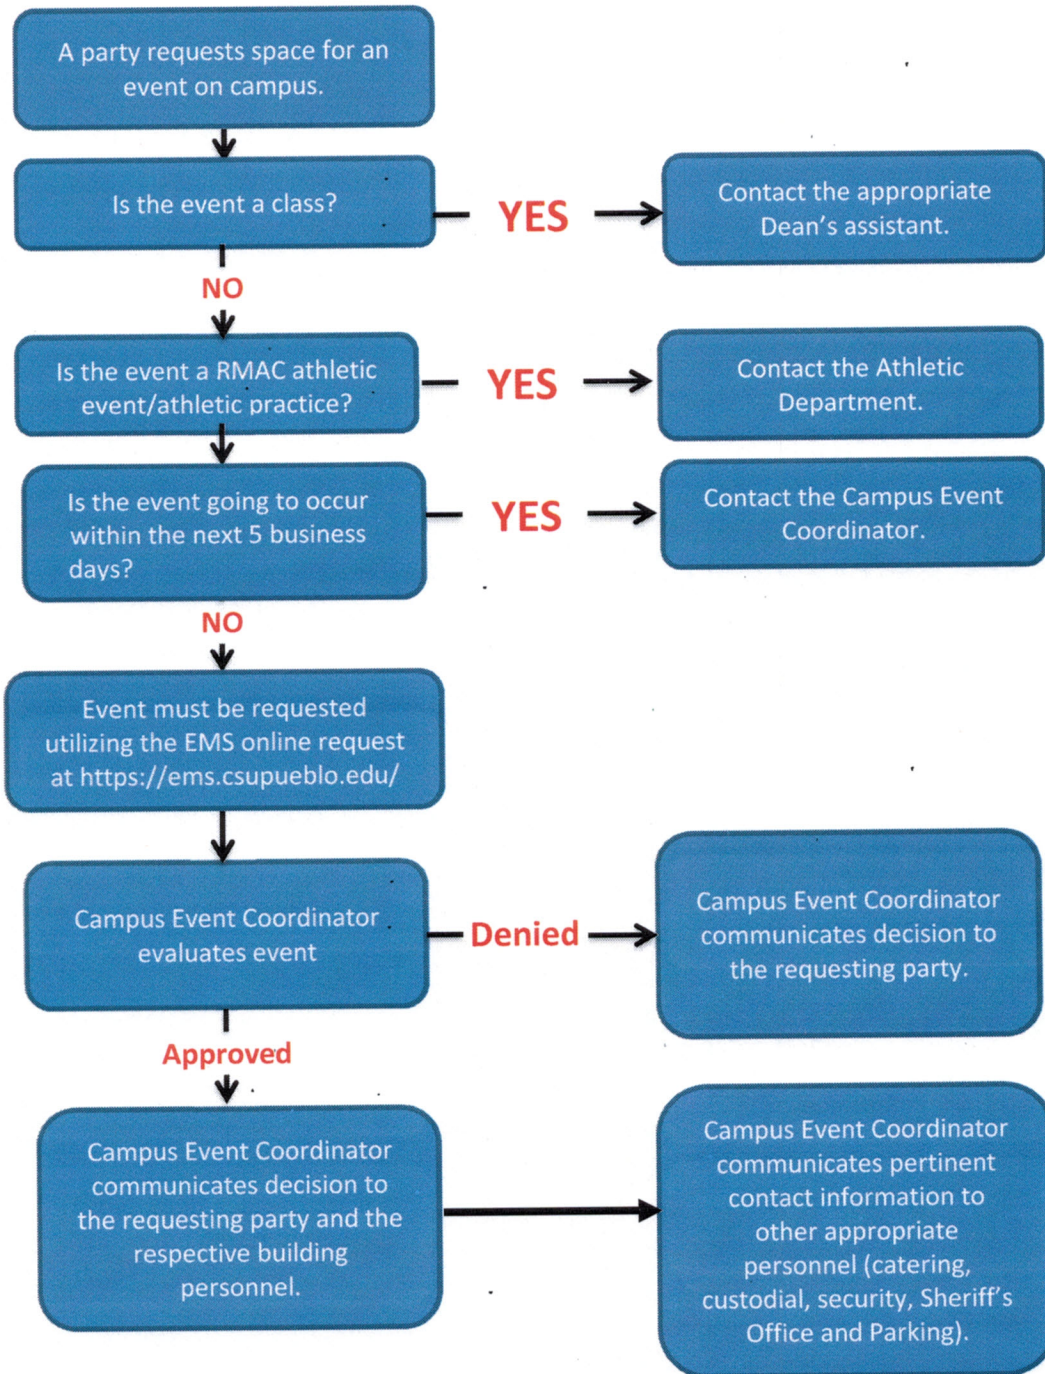 A party requests space for an
event on campus.
Is the event a class?
YES
Contact the appropriate
Dean's assistant.
NO
Is the event a RMAC athletic
event/athletic practice?
YES
Contact the Athletic
Department.
Is the event going to occur
within the next 5 business
days?
YES
Contact the Campus Event
Coordinator.
NO
Event must be requested
utilizing the EMS online request
at https://ems.csupueblo.edu/
Campus Event Coordinator
evaluates event
Denied
Campus Event Coordinator
communicates decision to
the requesting party.
Approved
Campus Event Coordinator
communicates decision to
the requesting party and the
respective building
personnel.
Campus Event Coordinator
communicates pertinent
contact information to
other appropriate
personnel (catering,
custodial, security, Sheriff's
Office and Parking).